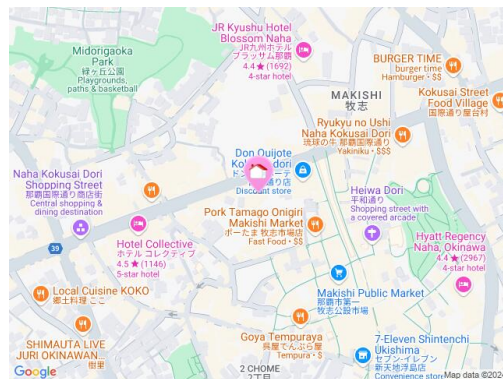 Midorigaoka
Park
緑ヶ丘公園
Playgrounds,
paths & basketball
JR Kyushu Hotel
Blossom Naha
JR九州ホテル
ブラッサム那覇
4.4★(1692)
4-star hotel
BURGER TIME
burger time
Hamburger • $$
MAKISHI
牧志
Kokusai Street
Food Village
国際通り屋台村
Ryukyu no Ushi
Naha Kokusai Dori
琉球の牛 那覇国際通り
Yakiniku • $$$
Don Quijote
Discount store
Naha Kokusai Dori
Shopping Street
那覇国際通り商店街
Central shopping &
dining destination
Heiwa Dori
平和通り
Shopping street with
a covered arcade
39
Hotel Collective
ホテル コレクティブ
4.5★(1146)
5-star hotel
Pork Tamago Onigiri
Makishi Market
ポーたま 牧志市場店
Fast Food • $$
Hyatt Regency
Naha, Okinawa
4.4★(2967)
4-star hotel
Makishi Public Market
那覇市第一
牧志公設市場
Local Cuisine KOKO
郷土料理 ここ
Goya Tempuraya
呉屋てんぷら屋
Tempura • $
SHIMAUTA LIVE
JURI OKINAWAN...
樹里
7-Eleven Shintenchi
Ukishima
セブン-イレブン
新天地浮島店
Convenience store
2 CHOME
2丁目
Google
Map data ©2024